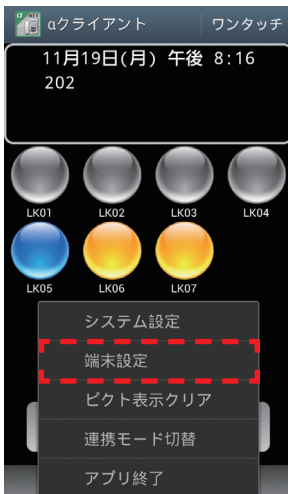 αクライアント ワンタッチ
11月19日(月) 午後 8:16
202
LK01 LK02 LK03 LK04
LK05 LK06 LK07
システム設定
端末設定
ピクト表示クリア
連携モード切替
アプリ終了